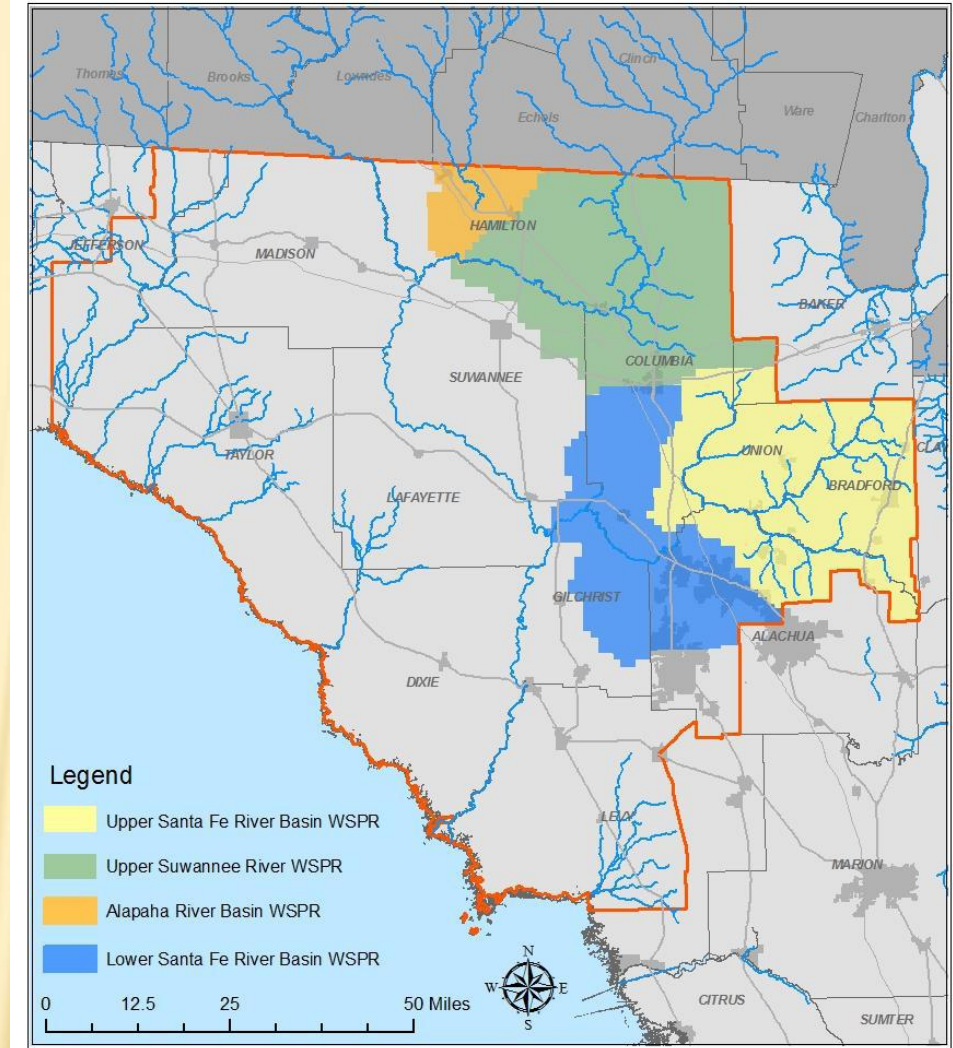 Thomas
Brooks
Lowndes
Clinch
Echols
Ware
Charlton
HAMILTON
JEFFERSON
MADISON
BAKER
COLUMBIA
SUWANNEE
UNION
CLAY
TAYLOR
BRADFORD
LAFAYETTE
GILCHRIST
ALACHUA
DIXIE
LEVY
MARION
CITRUS
SUMTER
Legend
Upper Santa Fe River Basin WSPR
Upper Suwannee River WSPR
Alapaha River Basin WSPR
Lower Santa Fe River Basin WSPR
0 12.5 25 50 Miles
N
W E
S